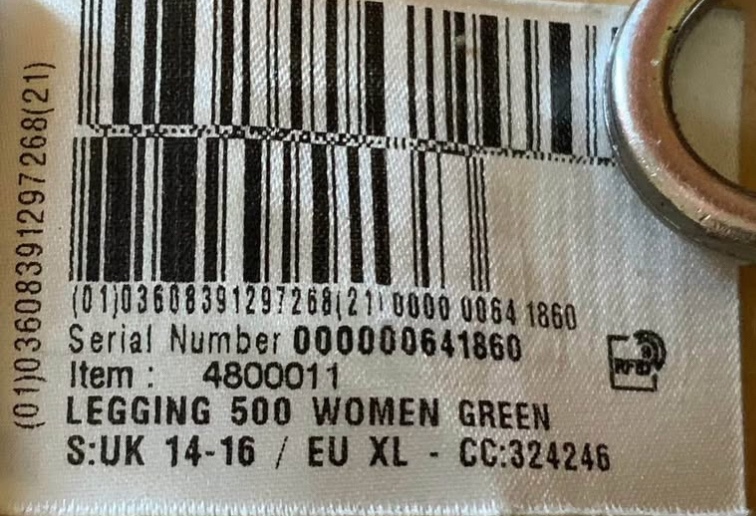 (01)03608391297268(21)
(01)03608391297268(21) 0000 0064 1860
Serial Number 000000641860
Item : 4800011
LEGGING 500 WOMEN GREEN
S:UK 14-16 / EU XL - CC:324246
RFID